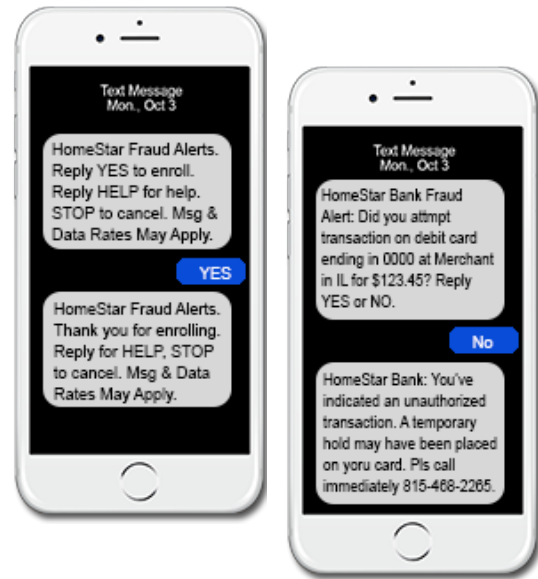 Text Message
Mon., Oct 3
HomeStar Fraud Alerts.
Reply YES to enroll.
Reply HELP for help.
STOP to cancel. Msg &
Data Rates May Apply.
YES
HomeStar Fraud Alerts.
Thank you for enrolling.
Reply for HELP, STOP
to cancel. Msg & Data
Rates May Apply.
Text Message
Mon., Oct 3
HomeStar Bank Fraud
Alert: Did you attmpt
transaction on debit card
ending in 0000 at Merchant
in IL for $123.45? Reply
YES or NO.
No
HomeStar Bank: You've
indicated an unauthorized
transaction. A temporary
hold may have been placed
on yoru card. Pls call
immediately 815-468-2265.